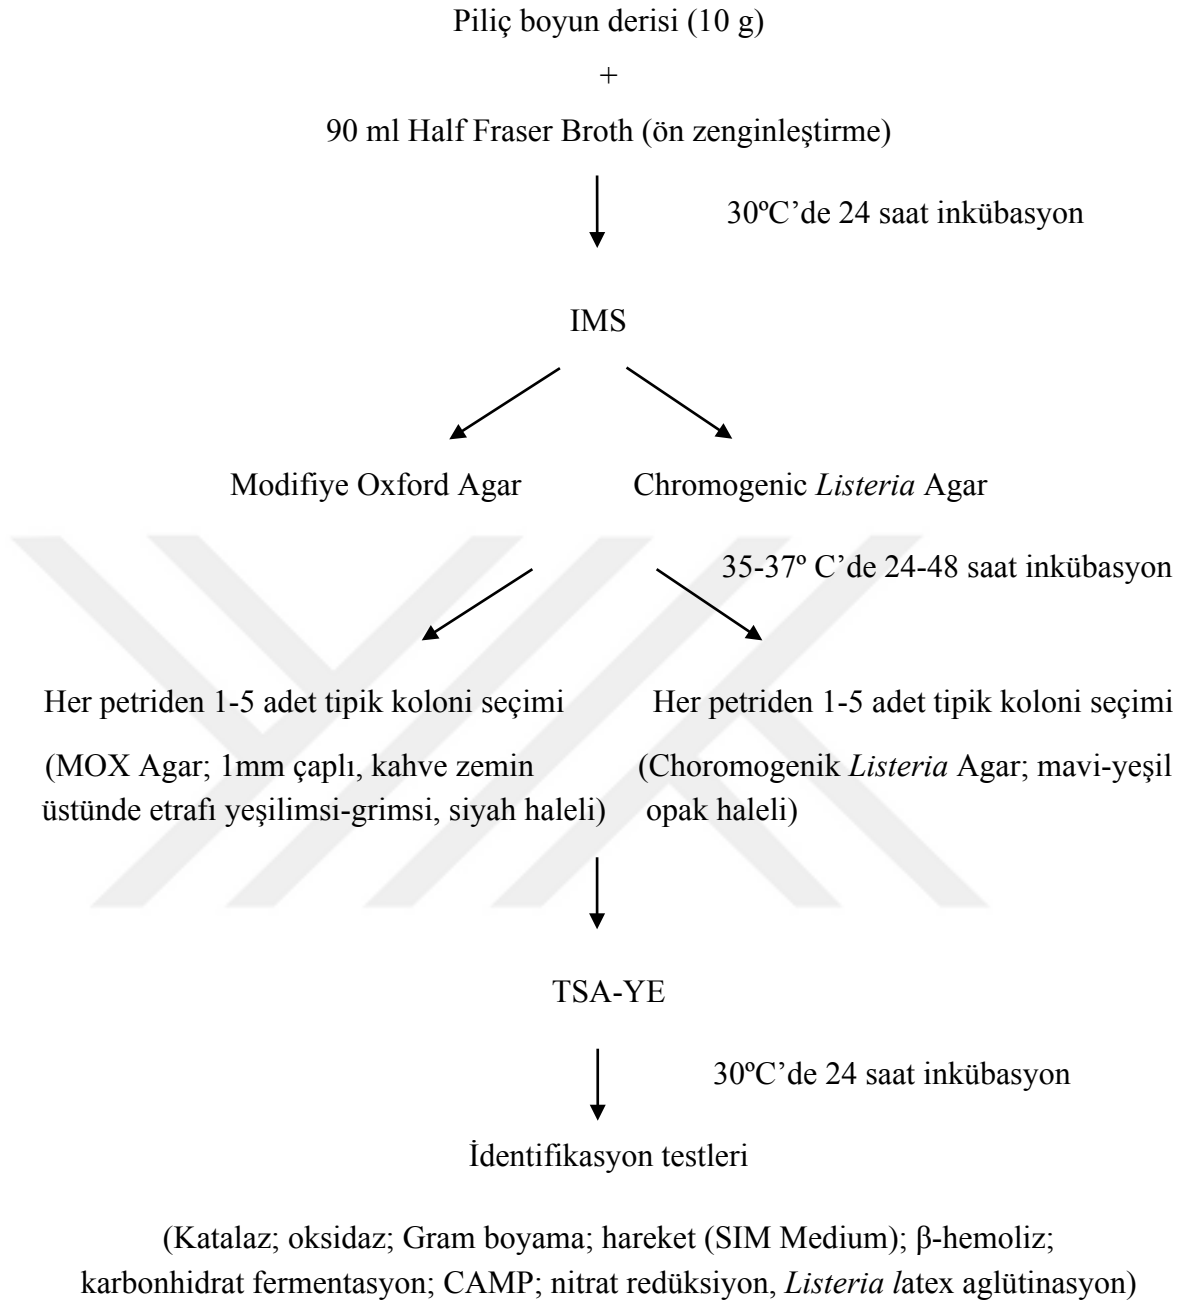 Piliç boyun derisi (10 g)
+
90 ml Half Fraser Broth (ön zenginleştirme)
30ºC’de 24 saat inkübasyon
IMS
Modifiye Oxford Agar
Chromogenic Listeria Agar
35-37º C’de 24-48 saat inkübasyon
Her petriden 1-5 adet tipik koloni seçimi
(MOX Agar; 1mm çaplı, kahve zemin
üstünde etrafı yeşilimsi-grimsi, siyah haleli)
Her petriden 1-5 adet tipik koloni seçimi
(Choromogenik Listeria Agar; mavi-yeşil
opak haleli)
TSA-YE
30ºC’de 24 saat inkübasyon
İdentifikasyon testleri
(Katalaz; oksidaz; Gram boyama; hareket (SIM Medium); β-hemoliz;
karbonhidrat fermentasyon; CAMP; nitrat redüksiyon, Listeria latex aglütinasyon)